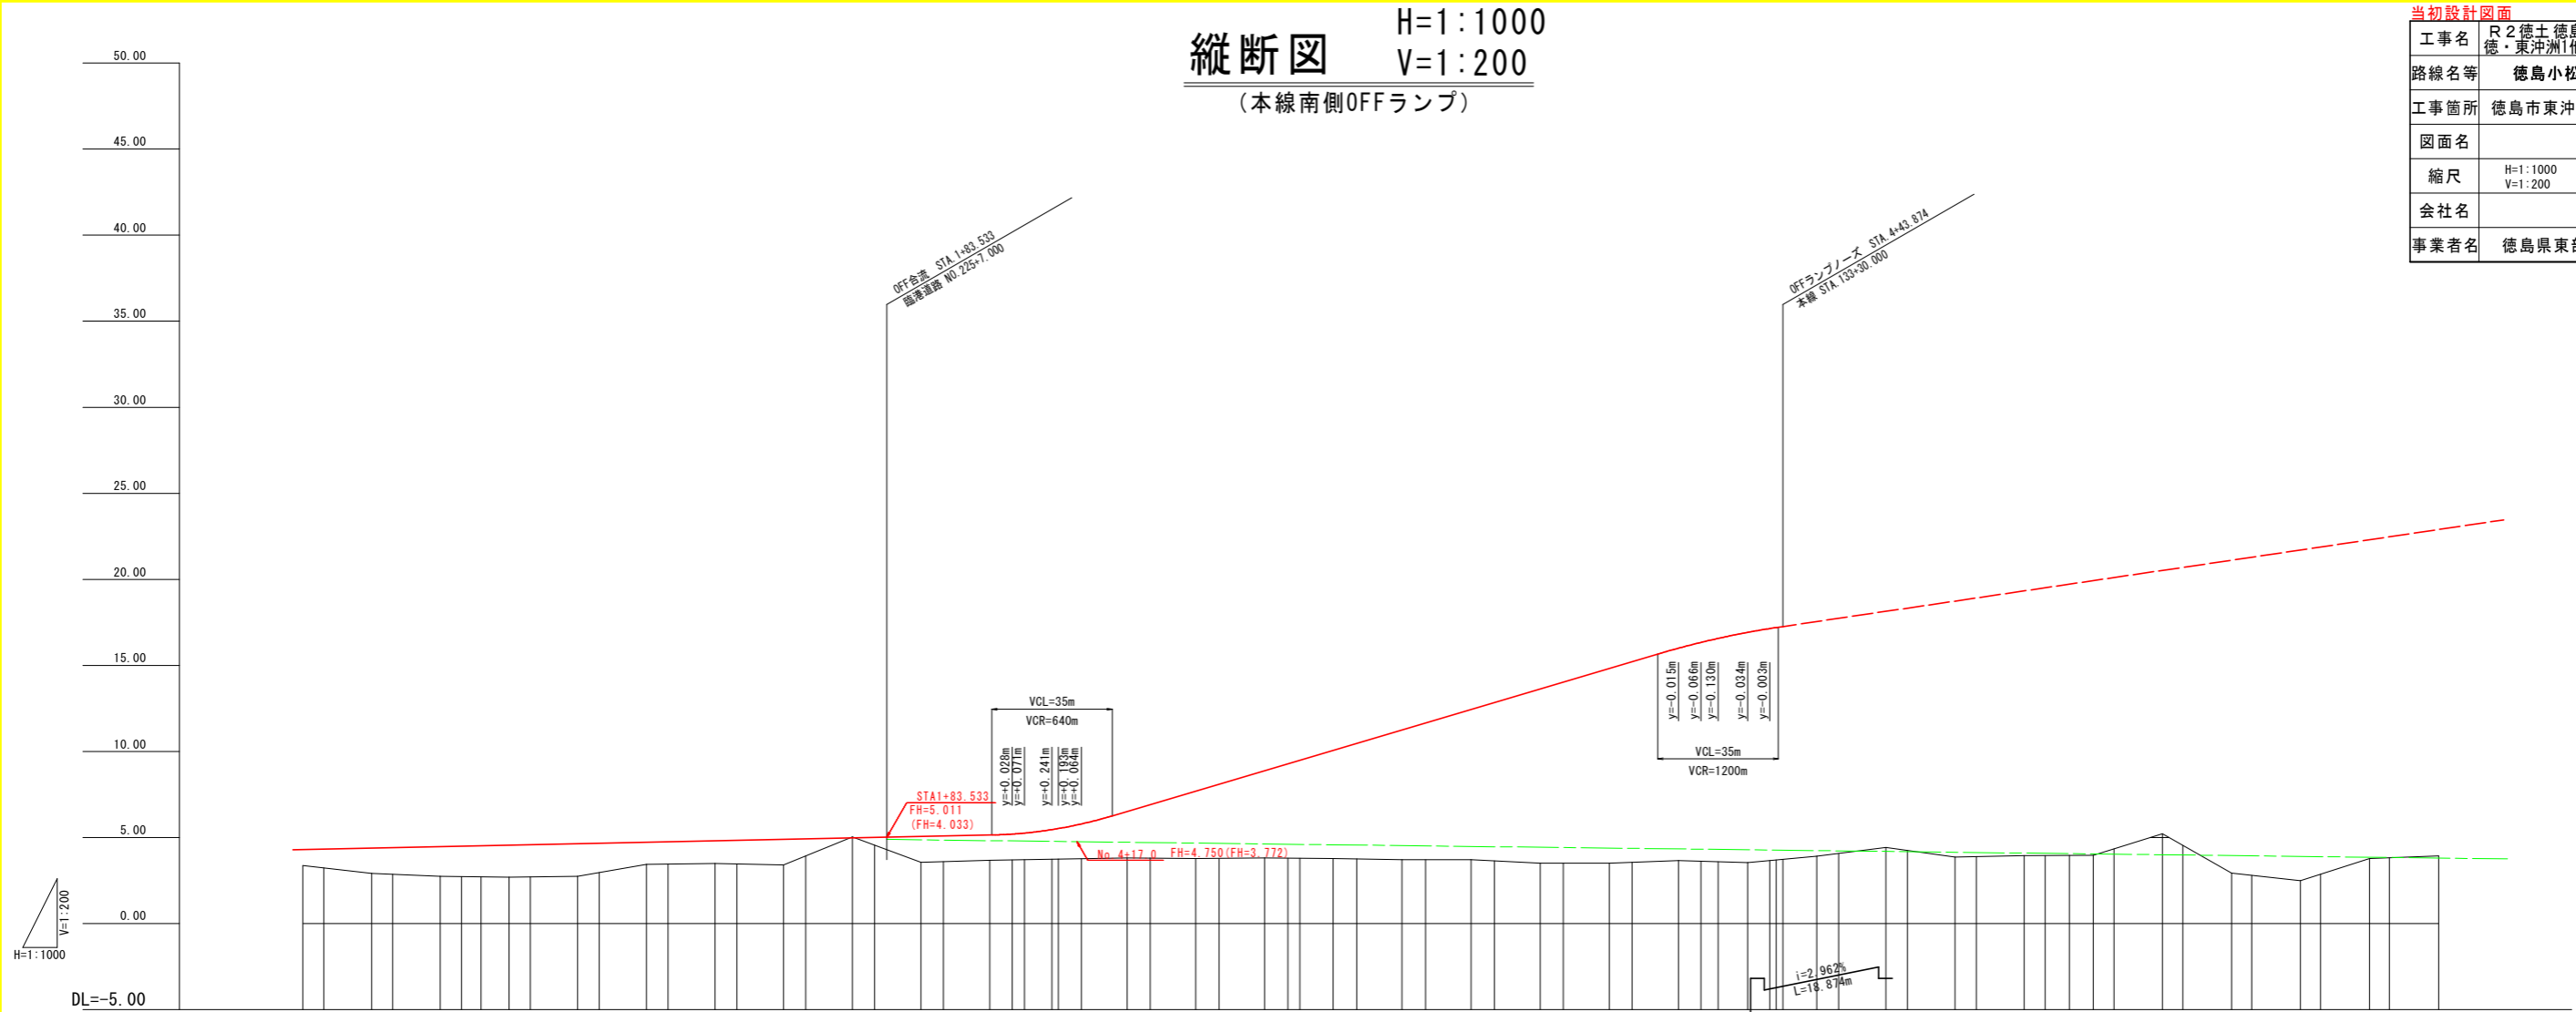 縦断図
H=1:1000
V=1:200
(本線南側OFFランプ)
当初設計図面
工事名
R2徳土 徳島
徳・東沖洲1他
路線名等 徳島小松
工事箇所 徳島市東沖
図面名
縮尺
H=1:1000
V=1:200
会社名
事業者名 徳島県東部
50.00
45.00
40.00
35.00
30.00
25.00
20.00
15.00
10.00
5.00
0.00
DL=-5.00
V=1:200
H=1:1000
OFF合流 STA.1+83.533
臨港道路 NO.225+7.000
OFFランプノーズ STA.4+43.874
本線 STA.133+30.000
VCL=35m
VCR=640m
y=+0.028m
y=+0.071m
y=+0.241m
y=+0.193m
y=+0.064m
STA1+83.533
FH=5.011
(FH=4.033)
No.4+17.0 FH=4.750(FH=3.772)
y=-0.015m
y=-0.066m
y=-0.130m
y=-0.034m
y=-0.003m
VCL=35m
VCR=1200m
i=2.962%
L=18.874m